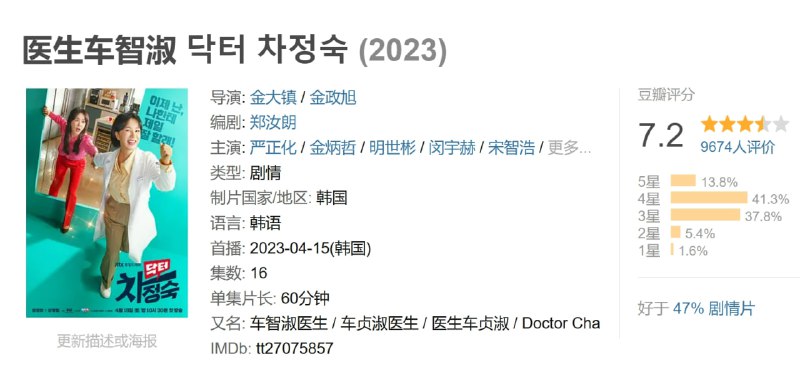 医生车智淑 닥터 차정숙 (2023)
이제 난,
나한테
제일
잘 할래!
닥터
차정숙
更新描述或海报
导演: 金大镇 / 金政旭
编剧: 郑汝朗
主演: 严正化 / 金炳哲 / 明世彬 / 闵宇赫 / 宋智浩 / 更多...
类型: 剧情
制片国家/地区: 韩国
语言: 韩语
首播: 2023-04-15(韩国)
集数: 16
单集片长: 60分钟
又名: 车智淑医生 / 车贞淑医生 / 医生车贞淑 / Doctor Cha
IMDb: tt27075857
豆瓣评分
7.2
9674人评价
5星 13.8%
4星 41.3%
3星 37.8%
2星 5.4%
1星 1.6%
好于 47% 剧情片